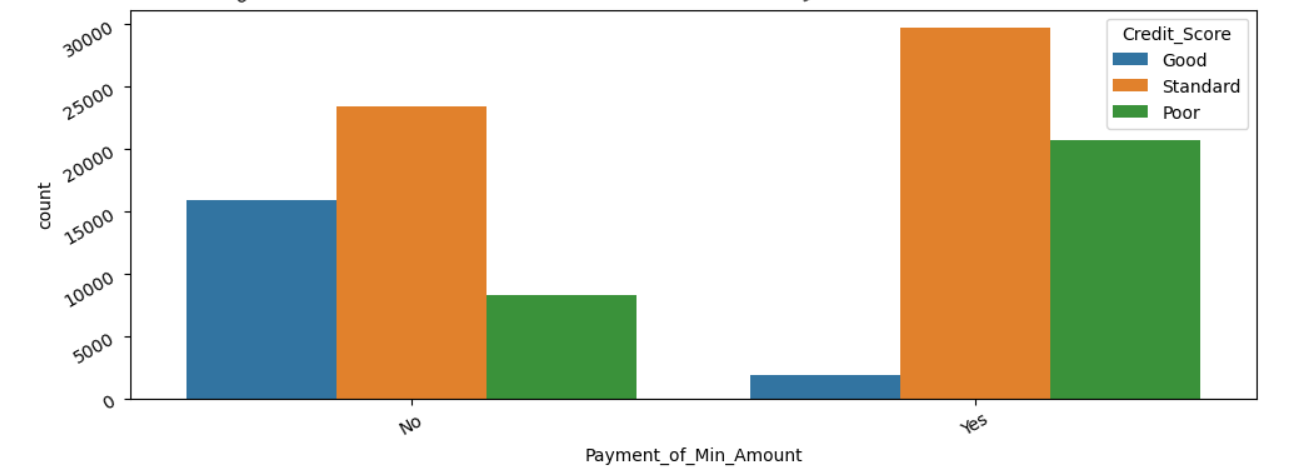 Credit_Score
Good
Standard
Poor
30000
25000
20000
15000
10000
5000
0
count
No
Yes
Payment_of_Min_Amount